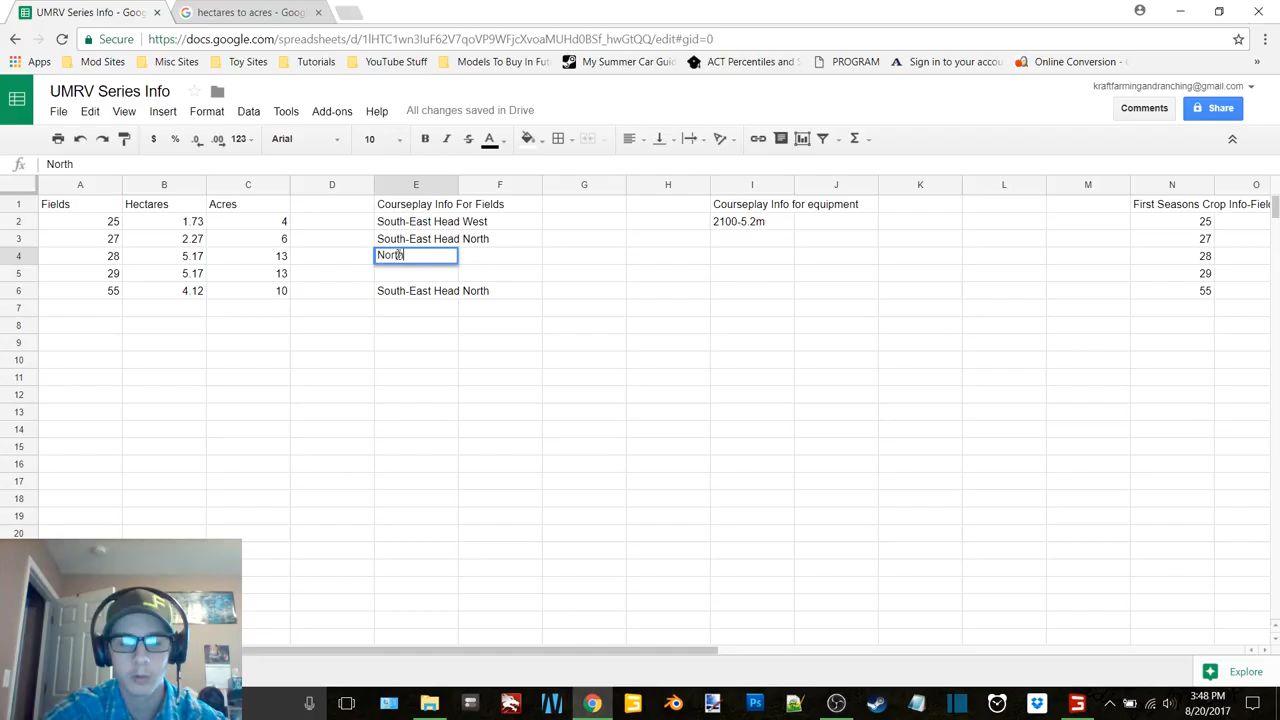 UMRV Series Info - Goog
hectares to acres - Goog
Secure
https://docs.google.com/spreadsheets/d/1lHTC1wn3IuF62V7qoVP9WFjcXvoaMUHd0BSf_hwGtQQ/edit#gid=0
Apps
Mod Sites
Misc Sites
Toy Sites
Tutorials
YouTube Stuff
Models To Buy In Fut
My Summer Car Guid
ACT Percentiles and S
PROGRAM
Sign in to your accou
Online Conversion -
UMRV Series Info
kraftfarmingandranching@gmail.com
File Edit View Insert Format Data Tools Add-ons Help
All changes saved in Drive
Comments
Share
$ % .0 .00 123 Arial 10 B I A
fx North
A B C D E F G H I J K L M N O
1 Fields Hectares Acres Courseplay Info For Fields Courseplay Info for equipment First Seasons Crop Info-Field
2 25 1.73 4 South-East Head West 2100-5.2m 25
3 27 2.27 6 South-East Head North 27
4 28 5.17 13 North 28
5 29 5.17 13 29
6 55 4.12 10 South-East Head North 55
7
8
9
10
11
12
13
14
15
16
17
18
19
20
Explore
3:48 PM
8/20/2017